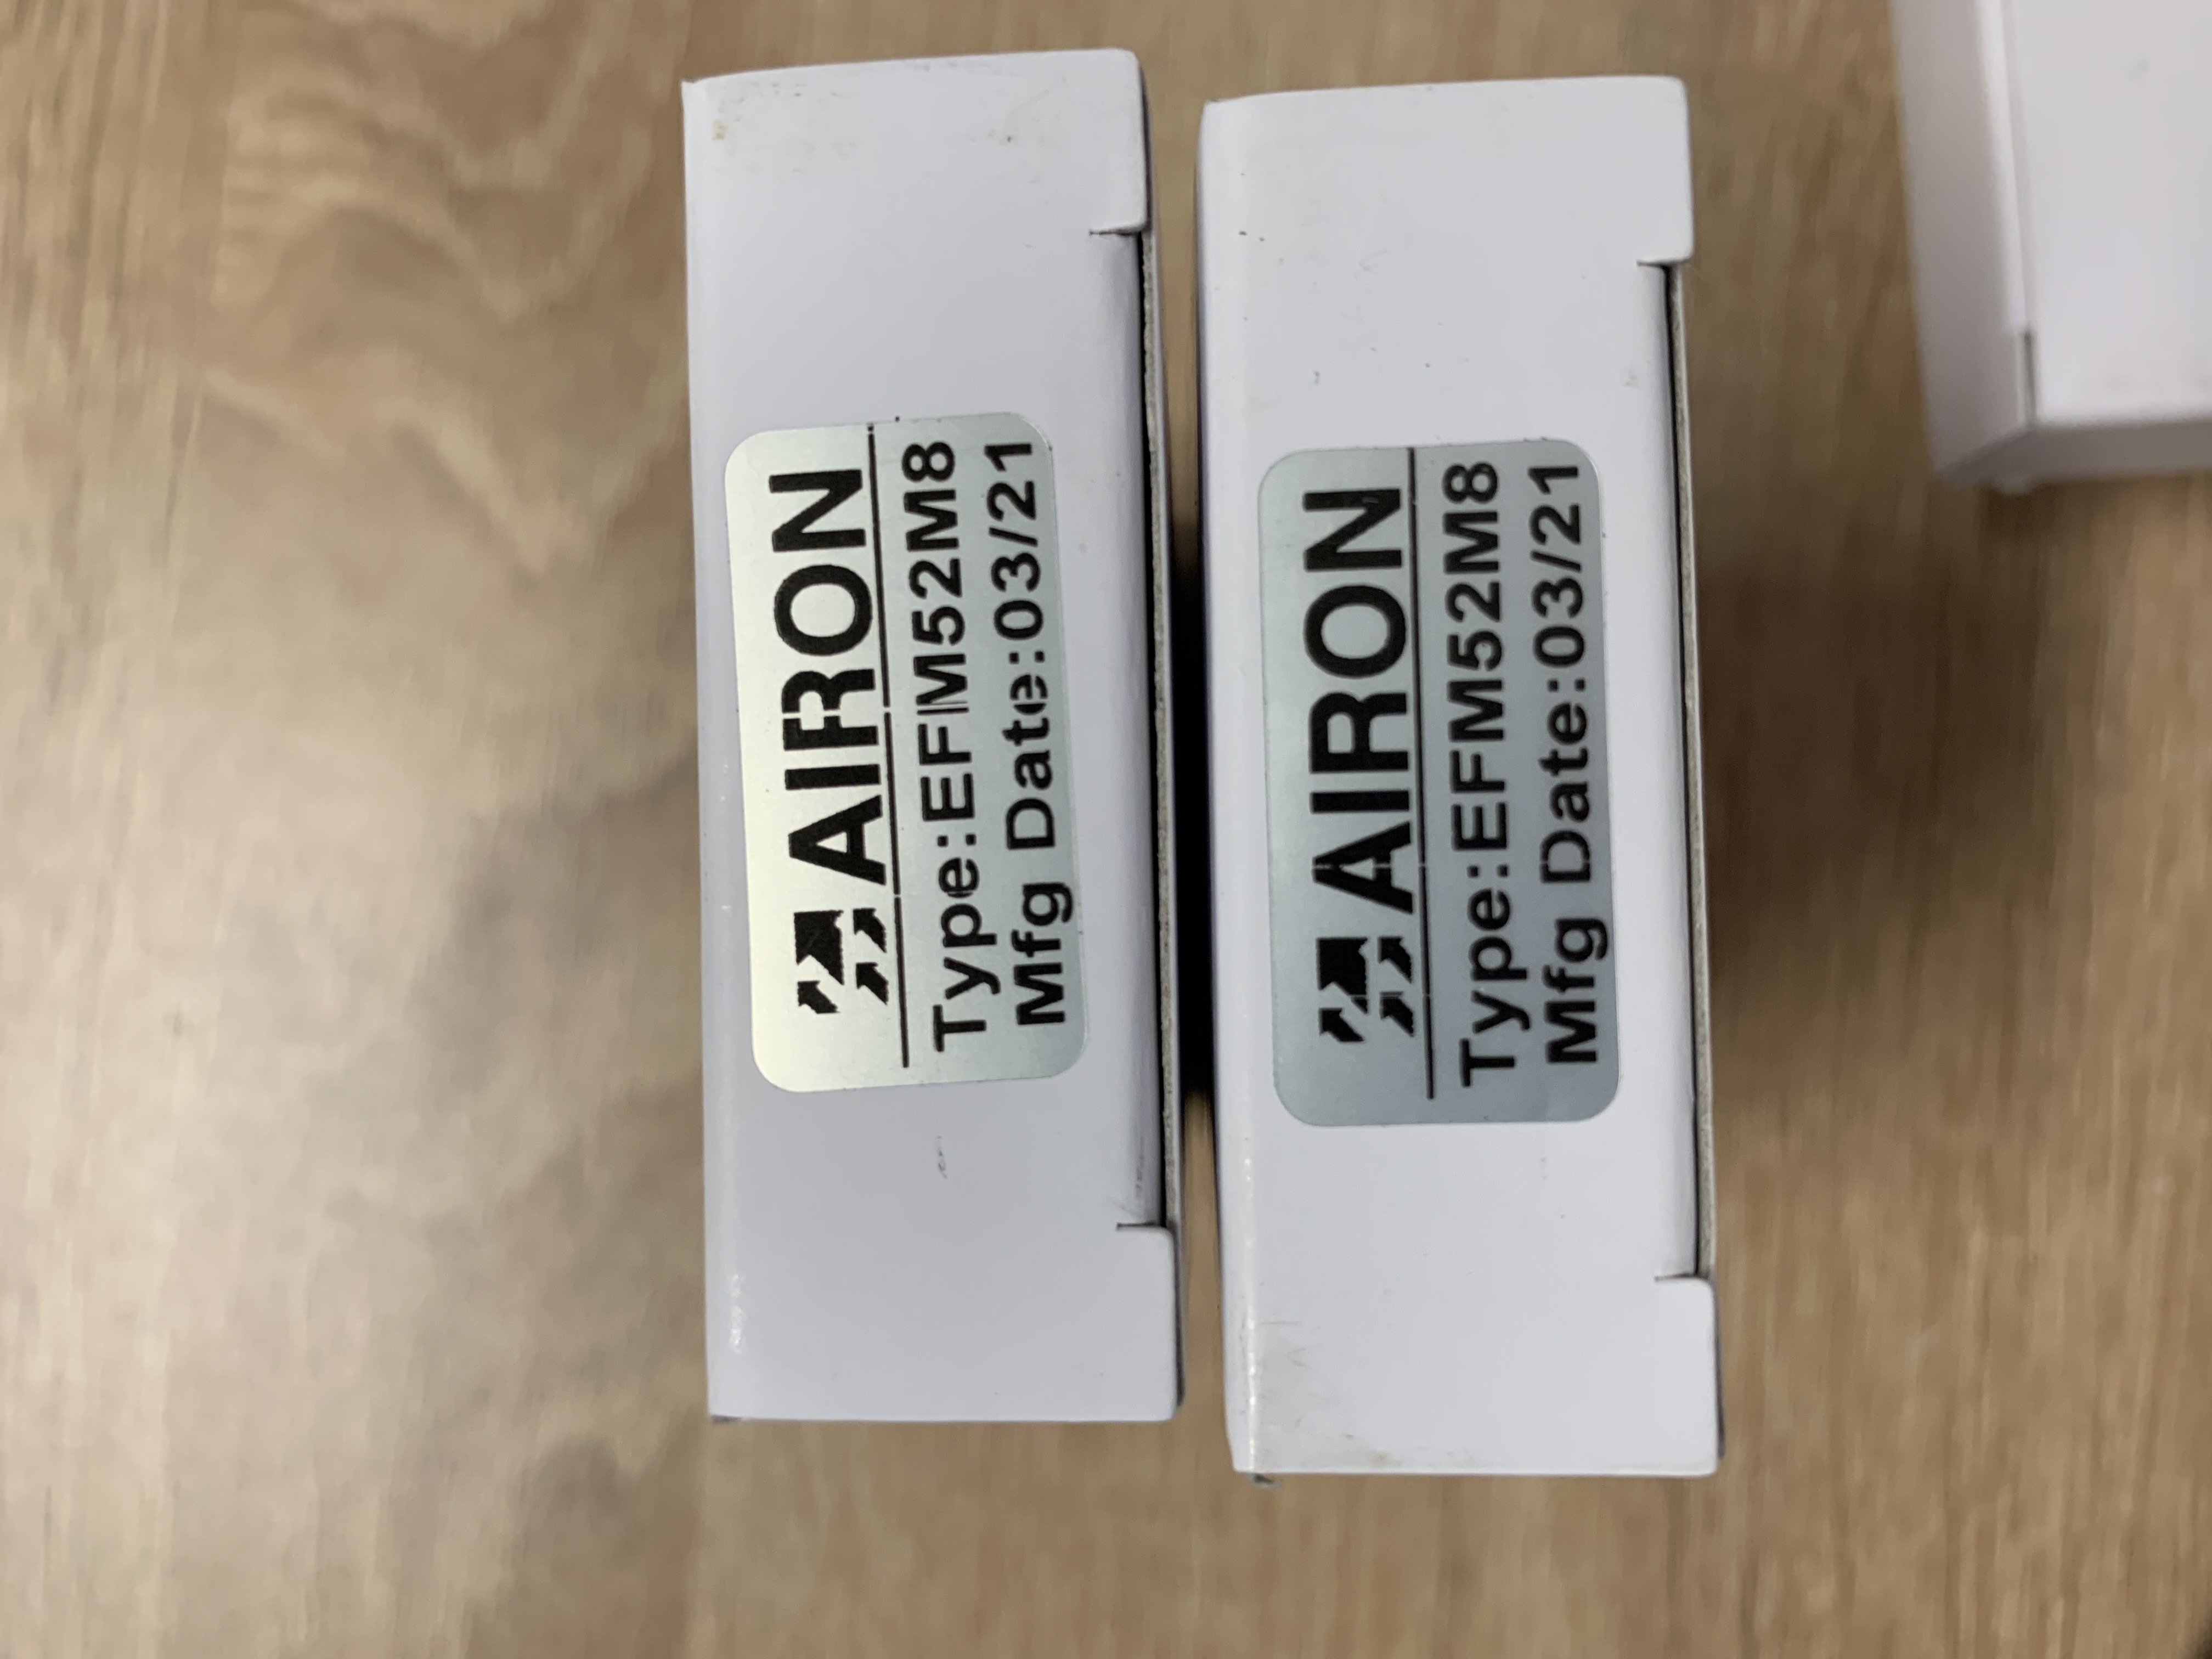 AIRON
Type:EFM52M8
Mfg Date:03/21
AIRON
Type:EFM52M8
Mfg Date:03/21